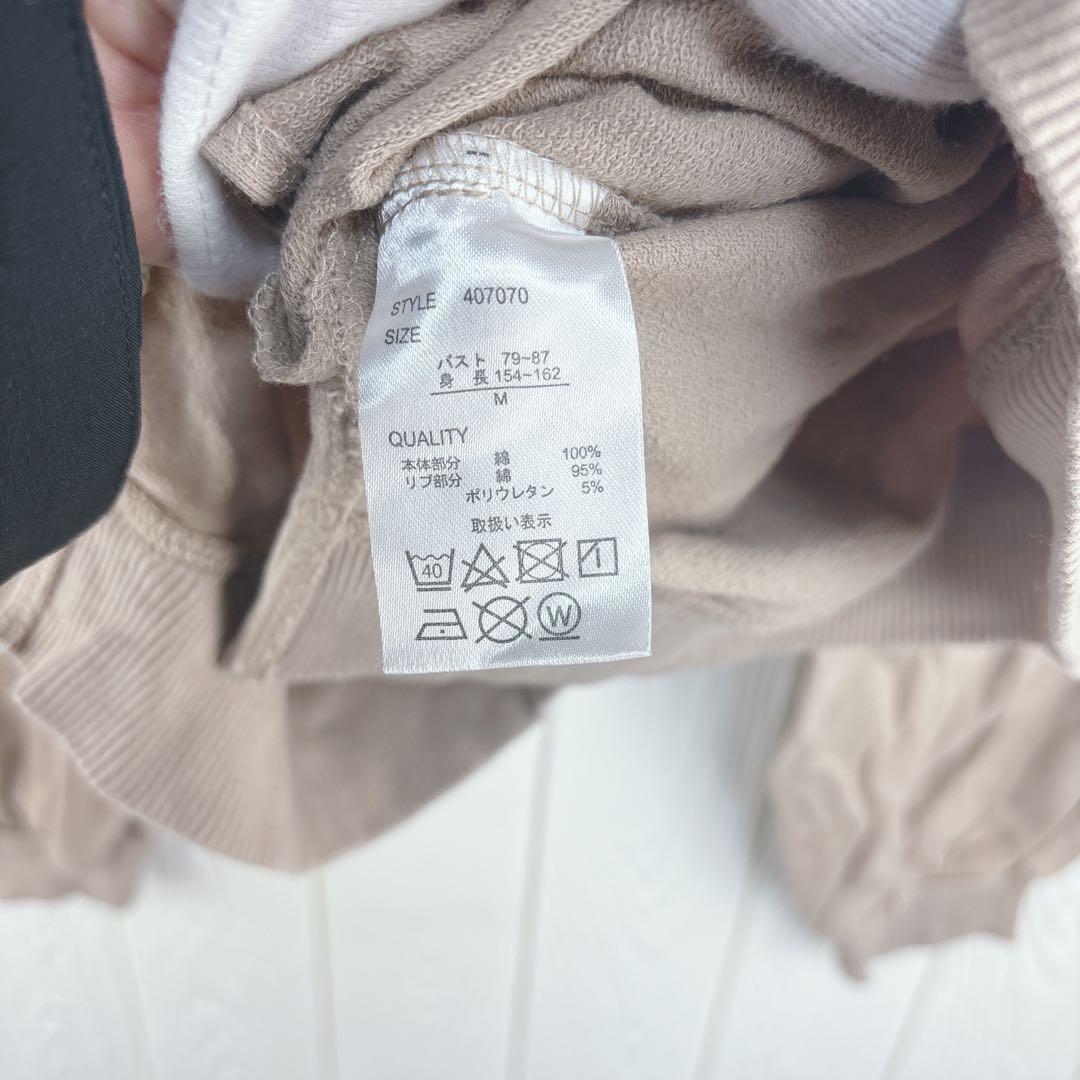 STYLE 407070
SIZE
バスト 79~87
身 長 154~162
M
QUALITY
本体部分 綿 100%
リブ部分 綿 95%
ポリウレタン 5%
取扱い表示
40
W